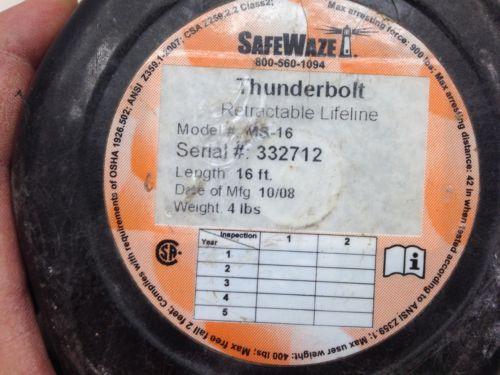 SAFEWAZE
800-560-1094
Thunderbolt
Retractable Lifeline
Model #: MS-16
Serial #: 332712
Length: 16 ft.
Date of Mfg 10/08
Weight: 4 lbs
Inspection
Year
1 2
1
2
3
4
5
SA
i
Complies with requirements of OSHA 1926.502; ANSI Z359.1-2007; CSA Z259.2.2 Class2;
Max arresting force: 900 lbs; Max arresting distance: 42 in when tested according to ANSI Z359.1; Max user weight: 400 lbs; Max free fall 2 feet;